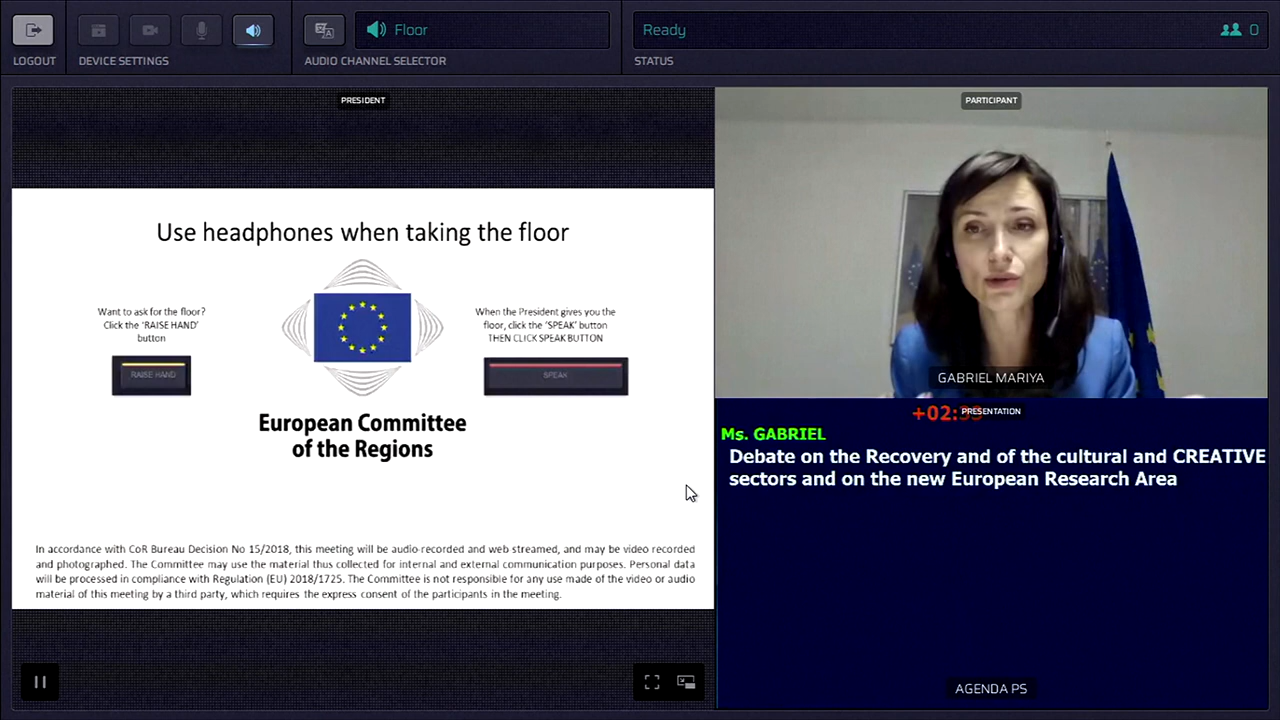 LOGOUT
DEVICE SETTINGS
Floor
AUDIO CHANNEL SELECTOR
Ready
0
STATUS
PRESIDENT
Use headphones when taking the floor
Want to ask for the floor?
Click the 'RAISE HAND'
button
RAISE HAND
When the President gives you the
floor, click the 'SPEAK' button
THEN CLICK SPEAK BUTTON
SPEAK
European Committee
of the Regions
In accordance with CoR Bureau Decision No 15/2018, this meeting will be audio recorded and web streamed, and may be video recorded
and photographed. The Committee may use the material thus collected for internal and external communication purposes. Personal data
will be processed in compliance with Regulation (EU) 2018/1725. The Committee is not responsible for any use made of the video or audio
material of this meeting by a third party, which requires the express consent of the participants in the meeting.
PARTICIPANT
GABRIEL MARIYA
PRESENTATION
Ms. GABRIEL
Debate on the Recovery and of the cultural and CREATIVE
sectors and on the new European Research Area
AGENDA PS